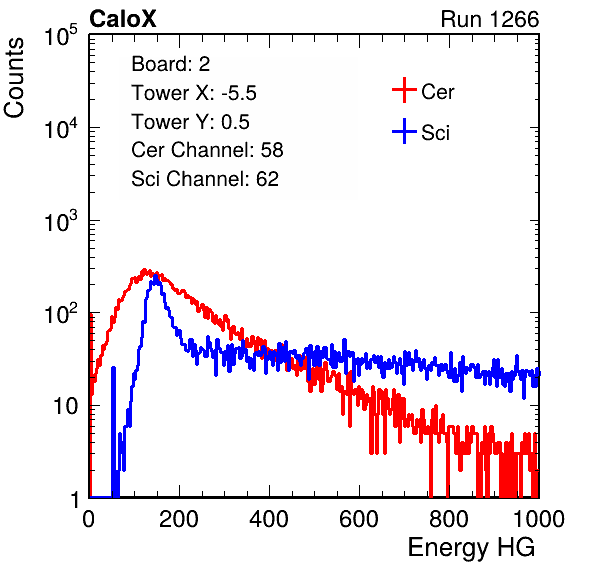 CaloX Run 1266
Counts
10^5
10^4
10^3
10^2
10
1
Board: 2
Tower X: -5.5
Tower Y: 0.5
Cer Channel: 58
Sci Channel: 62
Cer
Sci
0 200 400 600 800 1000
Energy HG